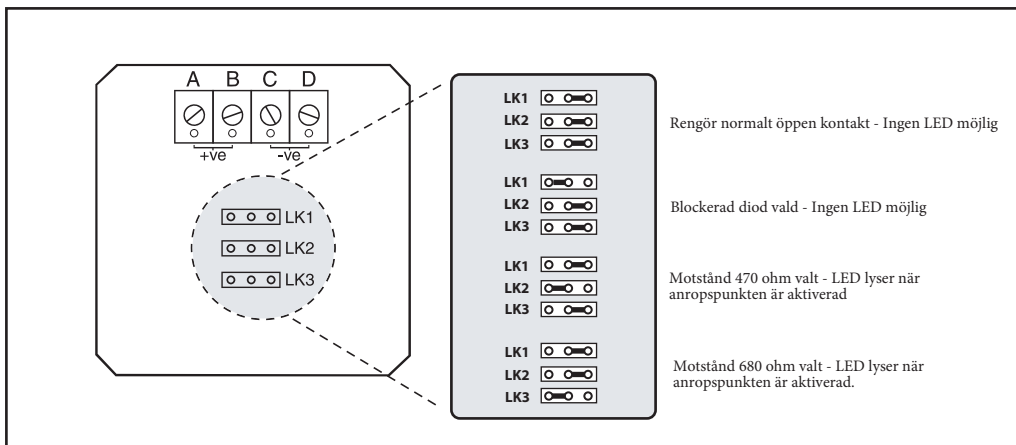 A B C D
+ve -ve
LK1
LK2
LK3
LK1
LK2
LK3
Rengör normalt öppen kontakt - Ingen LED möjlig
LK1
LK2
LK3
Blockerad diod vald - Ingen LED möjlig
LK1
LK2
LK3
Motstånd 470 ohm valt - LED lyser när
anropspunkten är aktiverad
LK1
LK2
LK3
Motstånd 680 ohm valt - LED lyser när
anropspunkten är aktiverad.